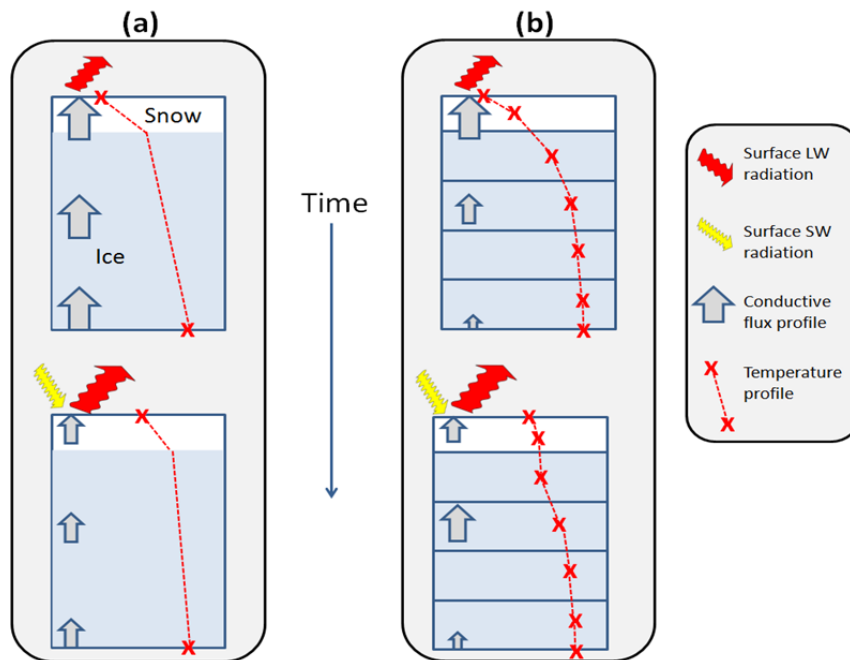 (a)
(b)
Snow
Ice
Time
Surface LW
radiation
Surface SW
radiation
Conductive
flux profile
Temperature
profile